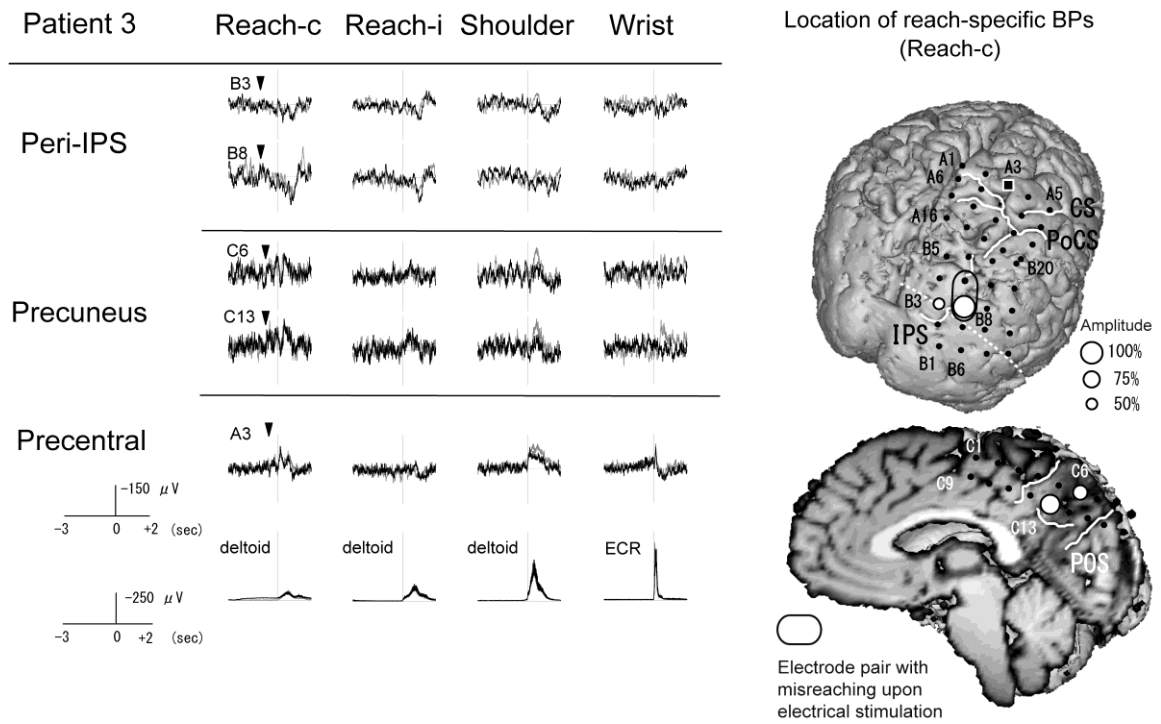 Patient 3
Reach-c Reach-i Shoulder Wrist
Peri-IPS
B3
B8
Precuneus
C6
C13
Precentral
A3
-150 μV
-3 0 +2 (sec)
deltoid deltoid deltoid ECR
-250 μV
-3 0 +2 (sec)
Location of reach-specific BPs
(Reach-c)
A1
A3
A6
A5
CS
A16
PoCS
B5
B20
B3
B8
IPS
B1 B6
Amplitude
100%
75%
50%
C1
C6
C9
C13
POS
Electrode pair with
misreaching upon
electrical stimulation